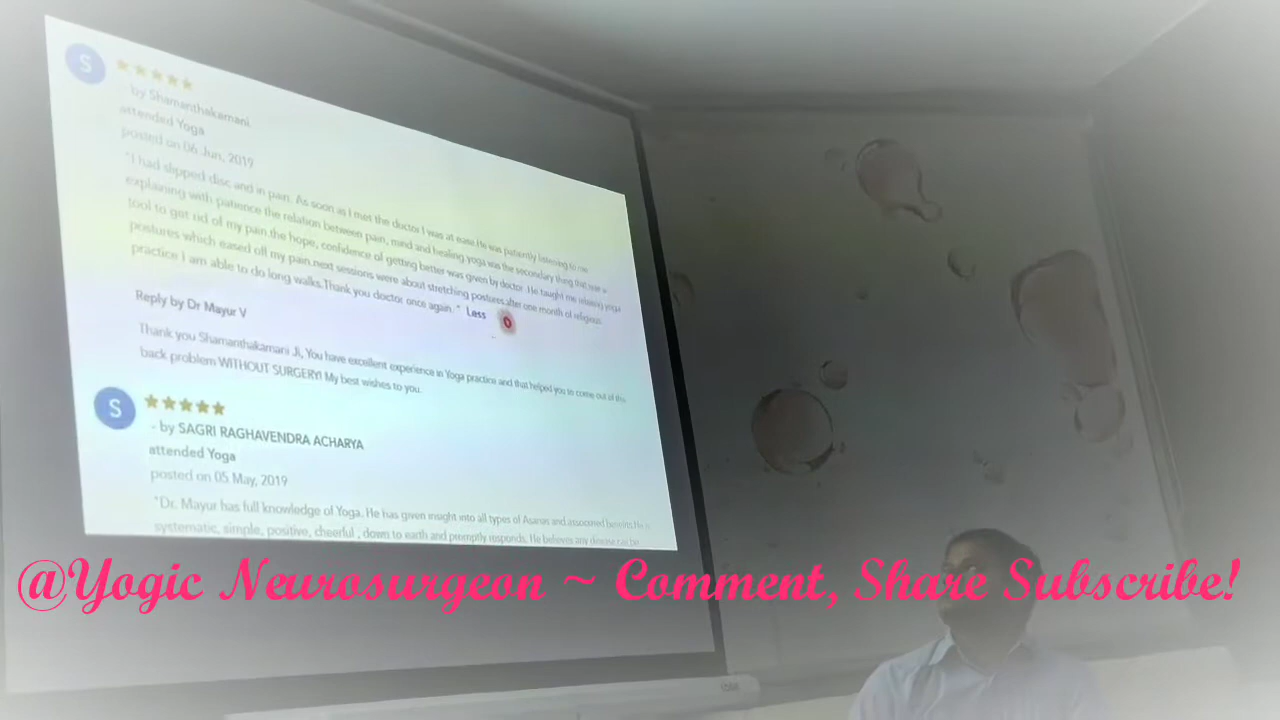 S
by Shamanthakamani
attended Yoga
posted on 06 Jun, 2019
"I had slipped disc and in pain. As soon as I met the doctor I was at ease.He was patiently listening to me
explaining with patience the relation between pain, mind and healing.yoga was the secondary thing that was a
tool to get rid of my pain the hope, confidence of getting better was given by doctor. He taught me relaxing yoga
postures which eased off my pain.next sessions were about stretching postures.after one month of religious
practice I am able to do long walks.Thank you doctor once again." Less
Reply by Dr Mayur V
Thank you Shamanthakamani Ji, You have excellent experience in Yoga practice and that helped you to come out of the
back problem WITHOUT SURGERY! My best wishes to you.
S
- by SAGRI RAGHAVENDRA ACHARYA
attended Yoga
posted on 05 May, 2019
"Dr. Mayur has full knowledge of Yoga. He has given insight into all types of Asanas and associated benefits.He is
systematic, simple, positive, cheerful , down to earth and promptly responds. He believes any disease can be
@Yogic Neurosurgeon ~ Comment, Share Subscribe!